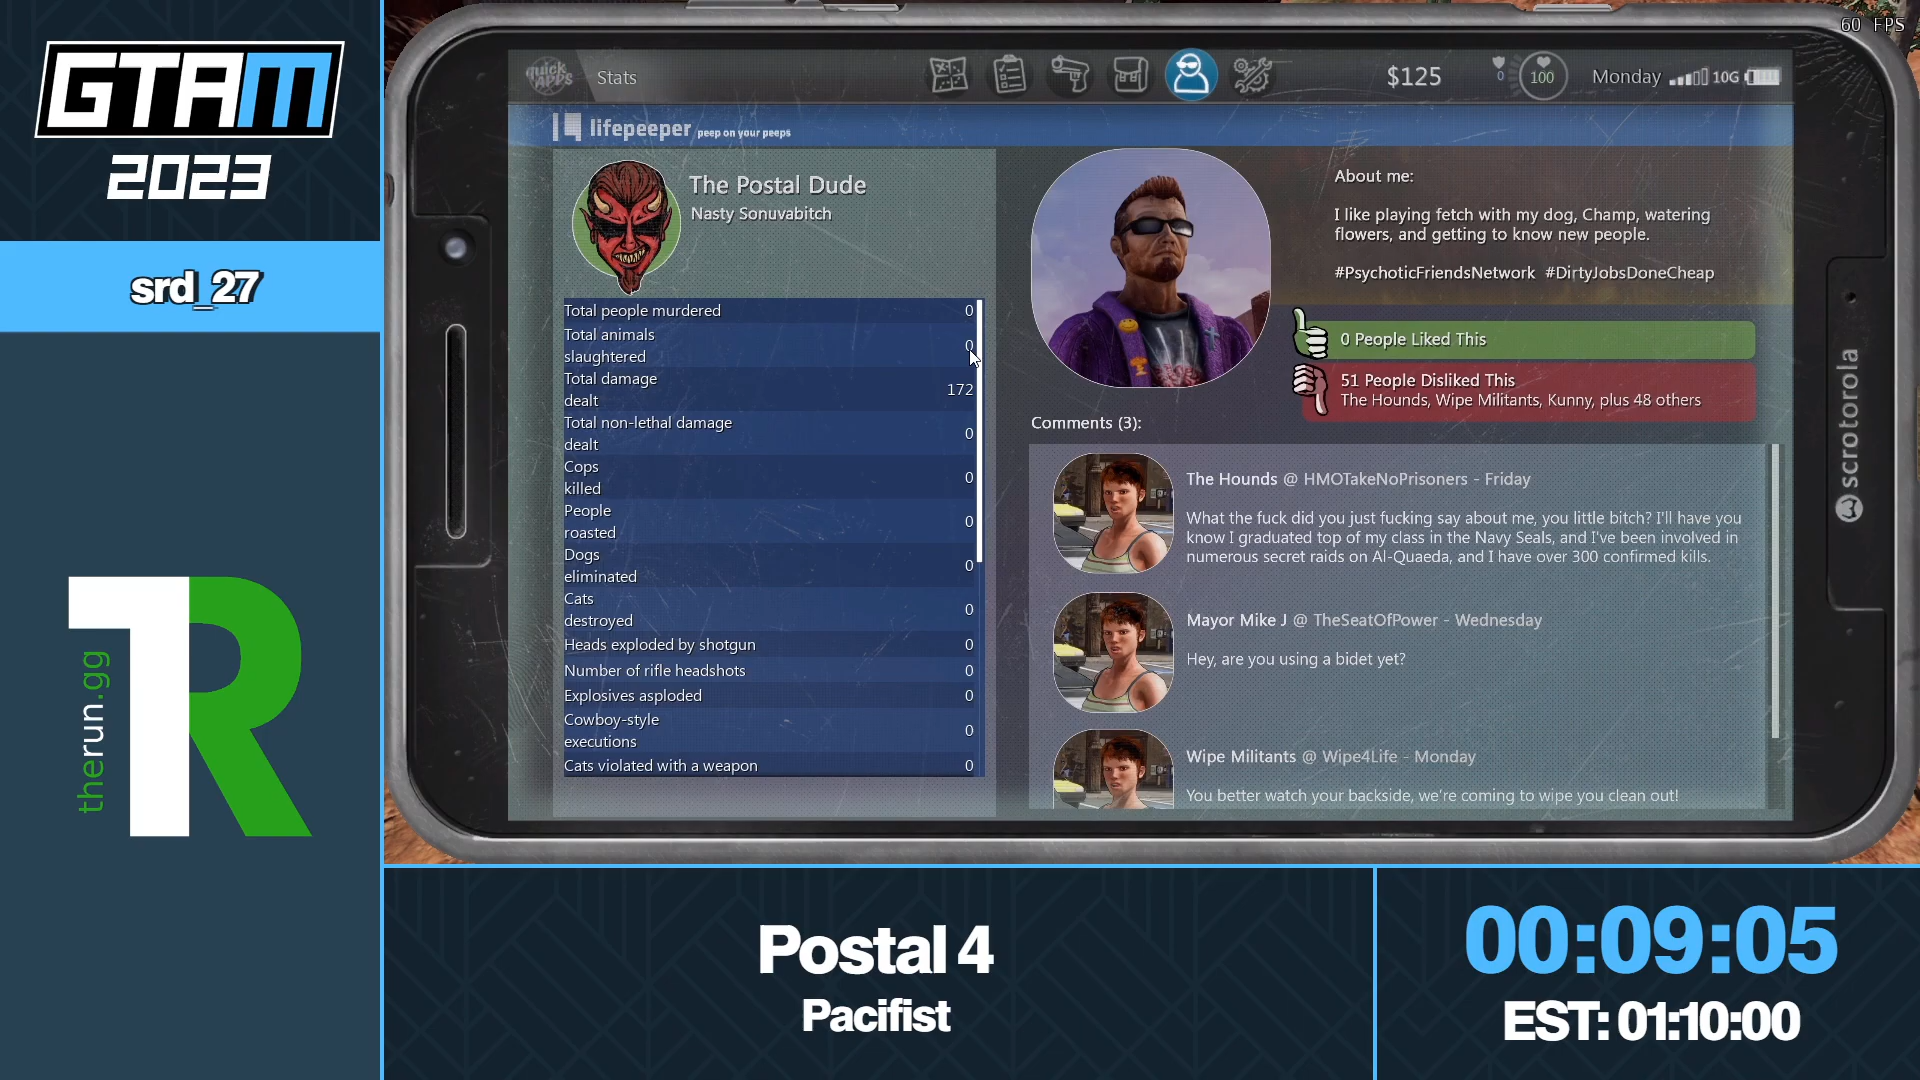 GTAM
2023
srd_27
therun.gg
TR
60 FPS
quick apps
Stats
$125
0
100
Monday
10G
lifepeeper peep on your peeps
The Postal Dude
Nasty Sonuvabitch
Total people murdered 0
Total animals
slaughtered 0
Total damage
dealt 172
Total non-lethal damage
dealt 0
Cops
killed 0
People
roasted 0
Dogs
eliminated 0
Cats
destroyed 0
Heads exploded by shotgun 0
Number of rifle headshots 0
Explosives asploded 0
Cowboy-style
executions 0
Cats violated with a weapon 0
About me:
I like playing fetch with my dog, Champ, watering
flowers, and getting to know new people.
#PsychoticFriendsNetwork #DirtyJobsDoneCheap
0 People Liked This
51 People Disliked This
The Hounds, Wipe Militants, Kunny, plus 48 others
Comments (3):
The Hounds @ HMOTakeNoPrisoners - Friday
What the fuck did you just fucking say about me, you little bitch? I'll have you
know I graduated top of my class in the Navy Seals, and I've been involved in
numerous secret raids on Al-Quaeda, and I have over 300 confirmed kills.
Mayor Mike J @ TheSeatOfPower - Wednesday
Hey, are you using a bidet yet?
Wipe Militants @ Wipe4Life - Monday
You better watch your backside, we're coming to wipe you clean out!
scrotorola
Postal 4
Pacifist
00:09:05
EST: 01:10:00